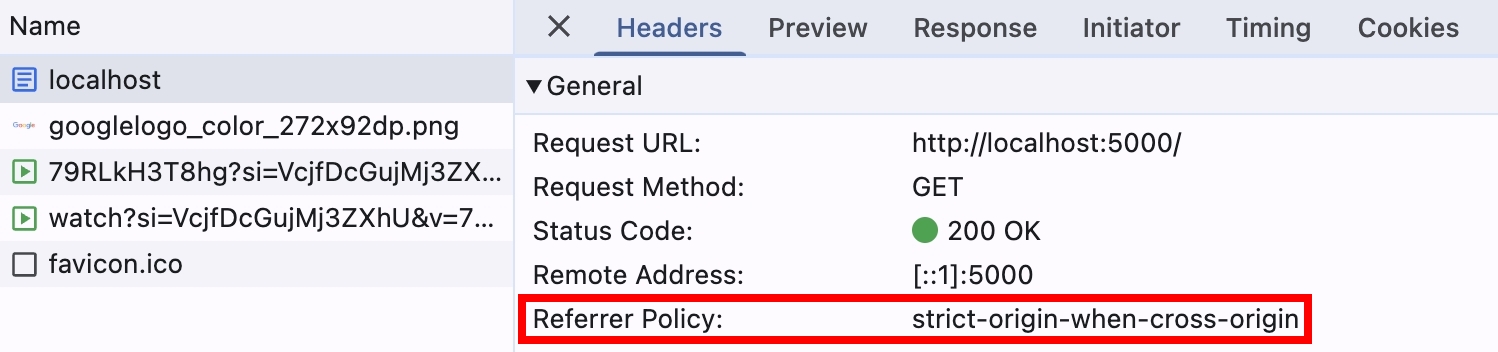 Name
Headers Preview Response Initiator Timing Cookies
localhost
googlelogo_color_272x92dp.png
79RLkH3T8hg?si=VcjfDcGujMj3ZX...
watch?si=VcjfDcGujMj3ZXhU&v=7...
favicon.ico
General
Request URL: http://localhost:5000/
Request Method: GET
Status Code: 200 OK
Remote Address: [::1]:5000
Referrer Policy: strict-origin-when-cross-origin